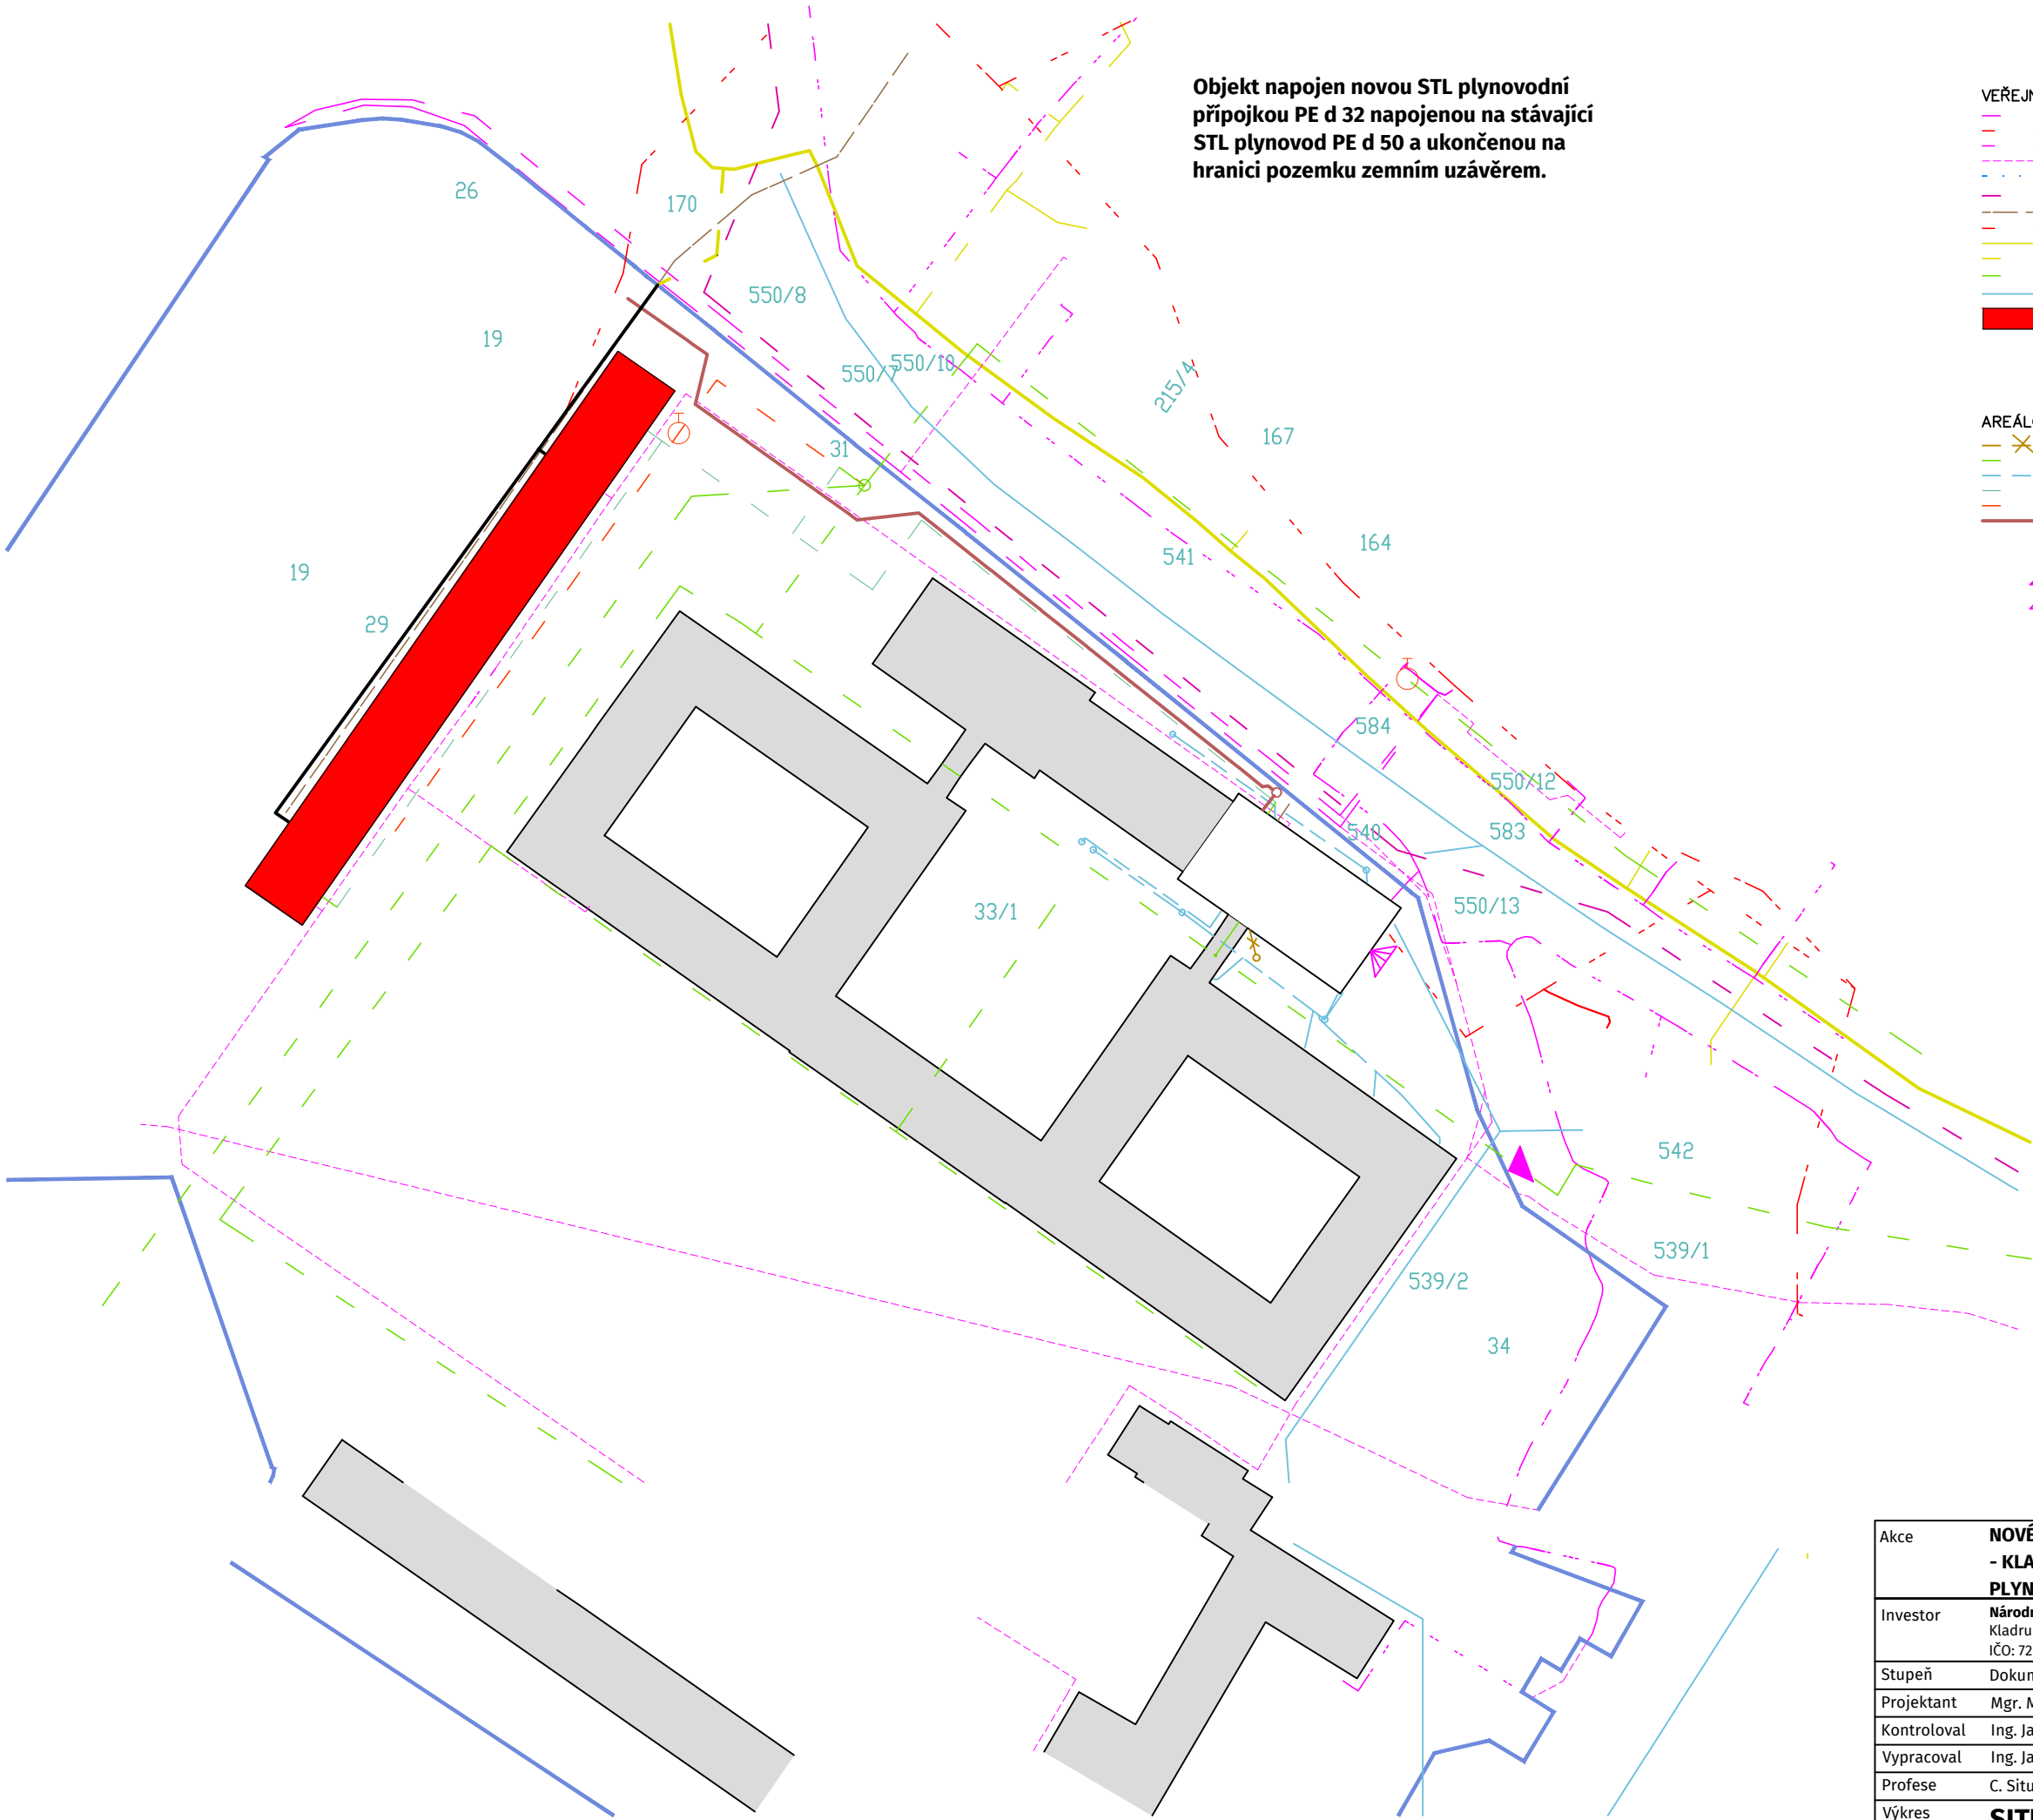 Objekt napojen novou STL plynovodní
přípojkou PE d 32 napojenou na stávající
STL plynovod PE d 50 a ukončenou na
hranici pozemku zemním uzávěrem.
VEŘEJN
26
170
550/8
19
550/7
550/10
215/4
31
167
AREÁL
541
164
19
29
584
550/12
540
583
33/1
550/13
542
539/1
539/2
34
Akce
NOVÉ
- KLA
PLYN
Investor
Národn
Kladru
IČO: 72
Stupeň
Dokun
Projektant
Mgr. M
Kontroloval
Ing. Ja
Vypracoval
Ing. Ja
Profese
C. Situ
Výkres